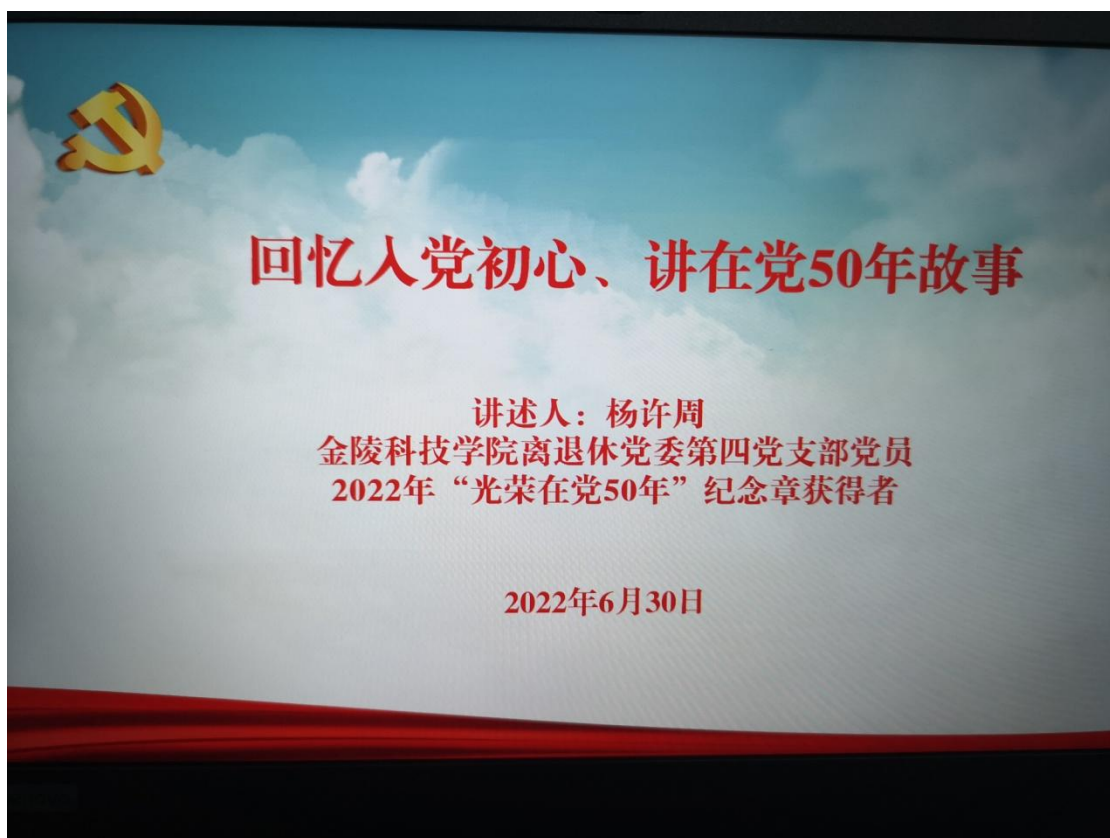 回忆入党初心、讲在党50年故事
讲述人：杨许周
金陵科技学院离退休党委第四党支部党员
2022年“光荣在党50年”纪念章获得者
2022年6月30日